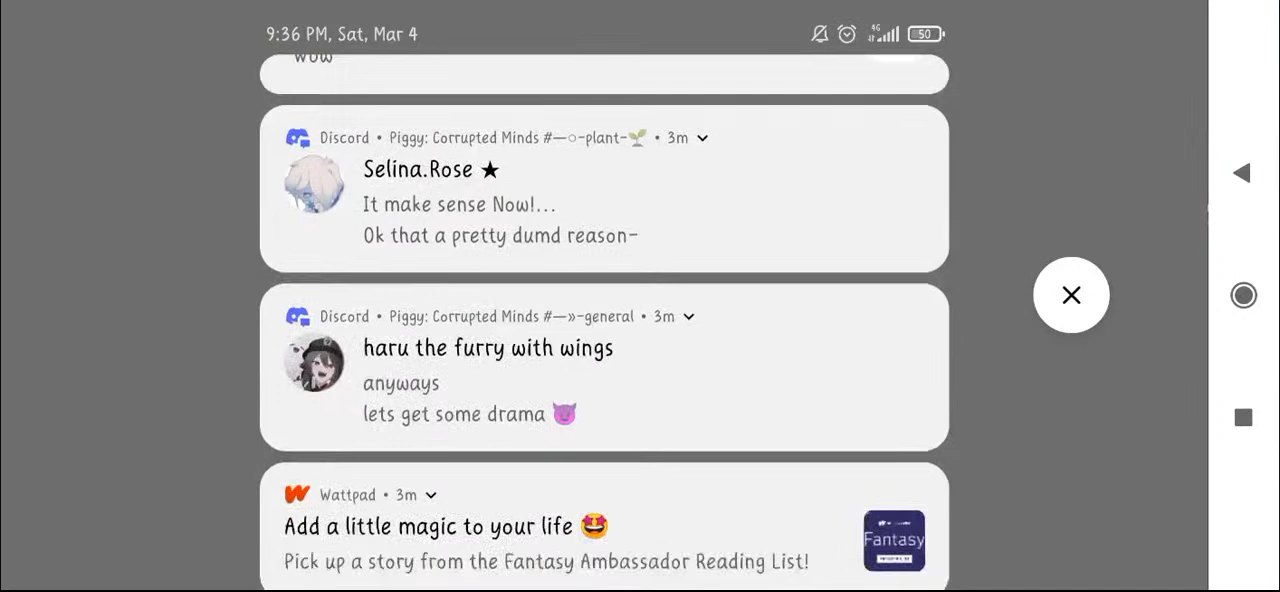 9:36 PM, Sat, Mar 4
4G
50
wow
Discord • Piggy: Corrupted Minds #—○-plant-🌱 • 3m
Selina.Rose ★
It make sense Now!...
Ok that a pretty dumd reason-
Discord • Piggy: Corrupted Minds #—»-general • 3m
haru the furry with wings
anyways
lets get some drama 😈
Wattpad • 3m
Add a little magic to your life 🤩
Pick up a story from the Fantasy Ambassador Reading List!
Fantasy